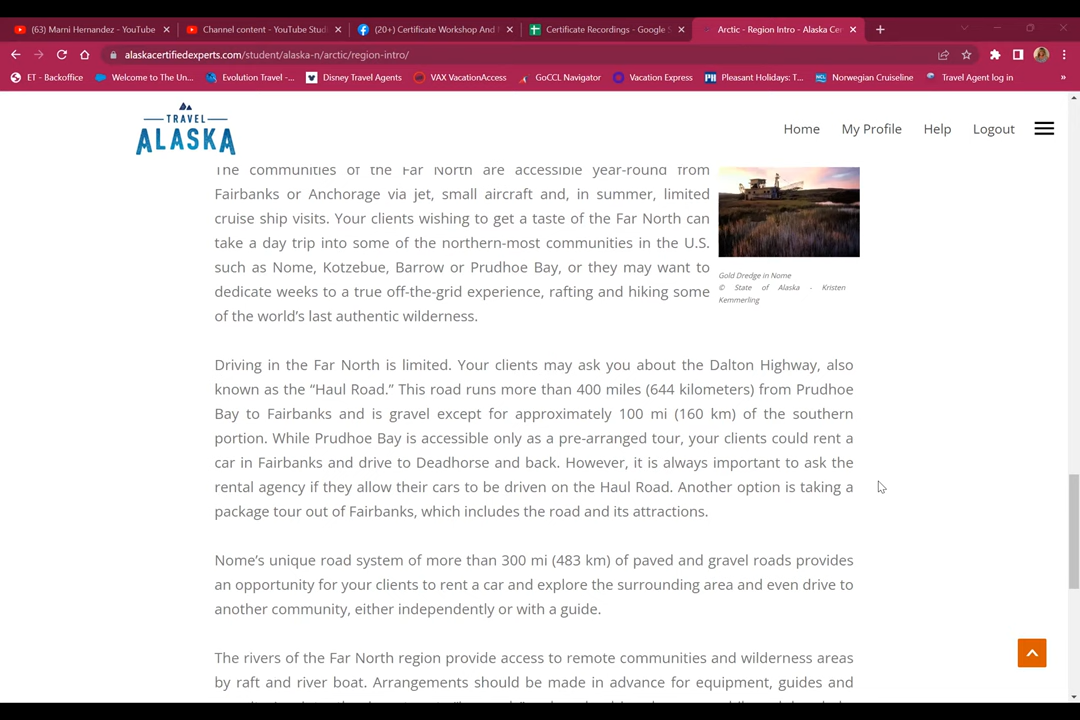 (63) Marni Hernandez - YouTube
Channel content - YouTube Stud
(20+) Certificate Workshop And
Certificate Recordings - Google S
Arctic - Region Intro - Alaska Ce
alaskacertifiedexperts.com/student/alaska-n/arctic/region-intro/
ET - Backoffice
Welcome to The Un...
Evolution Travel -...
Disney Travel Agents
VAX VacationAccess
GoCCL Navigator
Vacation Express
Pleasant Holidays: T...
Norwegian Cruiseline
Travel Agent log in
TRAVEL
ALASKA
Home
My Profile
Help
Logout
The communities of the Far North are accessible year-round from
Fairbanks or Anchorage via jet, small aircraft and, in summer, limited
cruise ship visits. Your clients wishing to get a taste of the Far North can
take a day trip into some of the northern-most communities in the U.S.
such as Nome, Kotzebue, Barrow or Prudhoe Bay, or they may want to
dedicate weeks to a true off-the-grid experience, rafting and hiking some
of the world's last authentic wilderness.
Gold Dredge in Nome
© State of Alaska - Kristen
Kemmerling
Driving in the Far North is limited. Your clients may ask you about the Dalton Highway, also
known as the “Haul Road.” This road runs more than 400 miles (644 kilometers) from Prudhoe
Bay to Fairbanks and is gravel except for approximately 100 mi (160 km) of the southern
portion. While Prudhoe Bay is accessible only as a pre-arranged tour, your clients could rent a
car in Fairbanks and drive to Deadhorse and back. However, it is always important to ask the
rental agency if they allow their cars to be driven on the Haul Road. Another option is taking a
package tour out of Fairbanks, which includes the road and its attractions.
Nome's unique road system of more than 300 mi (483 km) of paved and gravel roads provides
an opportunity for your clients to rent a car and explore the surrounding area and even drive to
another community, either independently or with a guide.
The rivers of the Far North region provide access to remote communities and wilderness areas
by raft and river boat. Arrangements should be made in advance for equipment, guides and